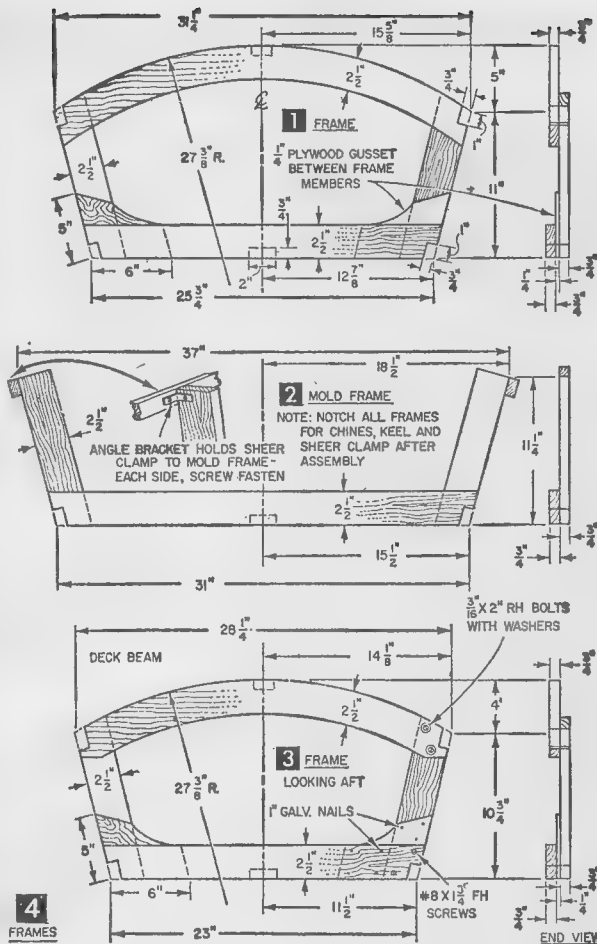 31 1/4"
15 5/8"
2 1/2"
3/4"
5"
℄
1 FRAME
1"
27 3/8" R.
1/4" PLYWOOD GUSSET
BETWEEN FRAME
MEMBERS
2 1/2"
11"
5"
3/4"
2 1/2"
1"
6"
2"
12 7/8"
3/4"
25 3/4"
1/4"
3/4"
37"
18 1/2"
2 MOLD FRAME
NOTE: NOTCH ALL FRAMES
FOR CHINES, KEEL AND
SHEER CLAMP AFTER
ASSEMBLY
2 1/2"
ANGLE BRACKET HOLDS SHEER
CLAMP TO MOLD FRAME-
EACH SIDE, SCREW FASTEN
11 1/4"
2 1/2"
15 1/2"
3/4"
3/4"
31"
3/16" X 2" RH BOLTS
WITH WASHERS
28 1/4"
DECK BEAM
14 1/8"
4"
2 1/2"
3 FRAME
LOOKING AFT
2 1/2"
27 3/8" R.
1" GALV. NAILS
10 3/4"
5"
2 1/2"
6"
11 1/2"
#8 X 1 3/4" FH
SCREWS
1/4"
3/4"
4
FRAMES
23"
END VIEW